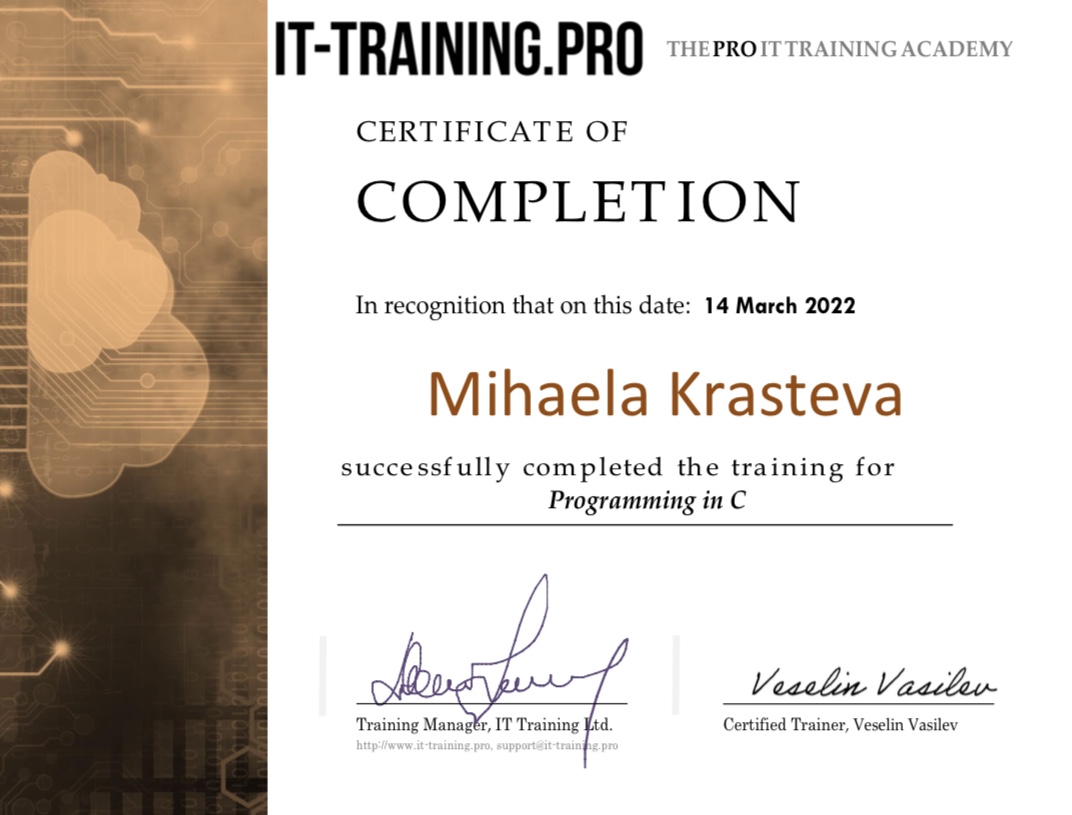 IT-TRAINING.PRO THE PRO IT TRAINING ACADEMY
CERTIFICATE OF
COMPLETION
In recognition that on this date: 14 March 2022
Mihaela Krasteva
successfully completed the training for
Programming in C
Veselin Vasilev
Training Manager, IT Training Ltd.
http://www.it-training.pro, support@it-training.pro
Certified Trainer, Veselin Vasilev